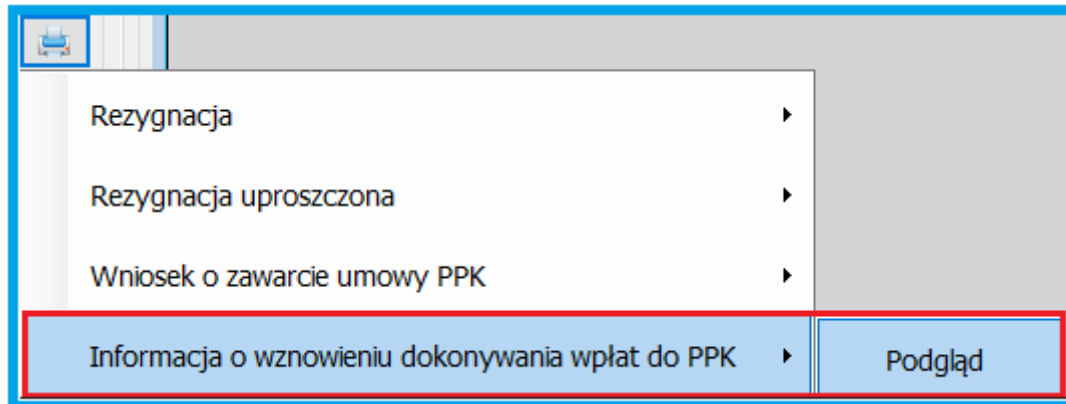 Rezygnacja
Rezygnacja uproszczona
Wniosek o zawarcie umowy PPK
Informacja o wznowieniu dokonywania wpłat do PPK
Podgląd